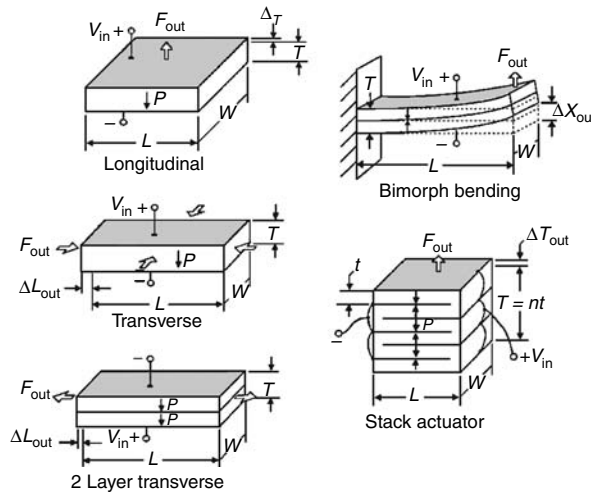 V_in +
F_out
Δ_T
T
P
−
L
W
Longitudinal
T
V_in +
F_out
ΔX_ou
−
L
W
Bimorph bending
V_in +
F_out
T
P
−
ΔL_out
L
W
Transverse
t
F_out
ΔT_out
P
T = nt
−
+V_in
L
W
Stack actuator
−
F_out
T
P
P
ΔL_out
V_in +
L
W
2 Layer transverse